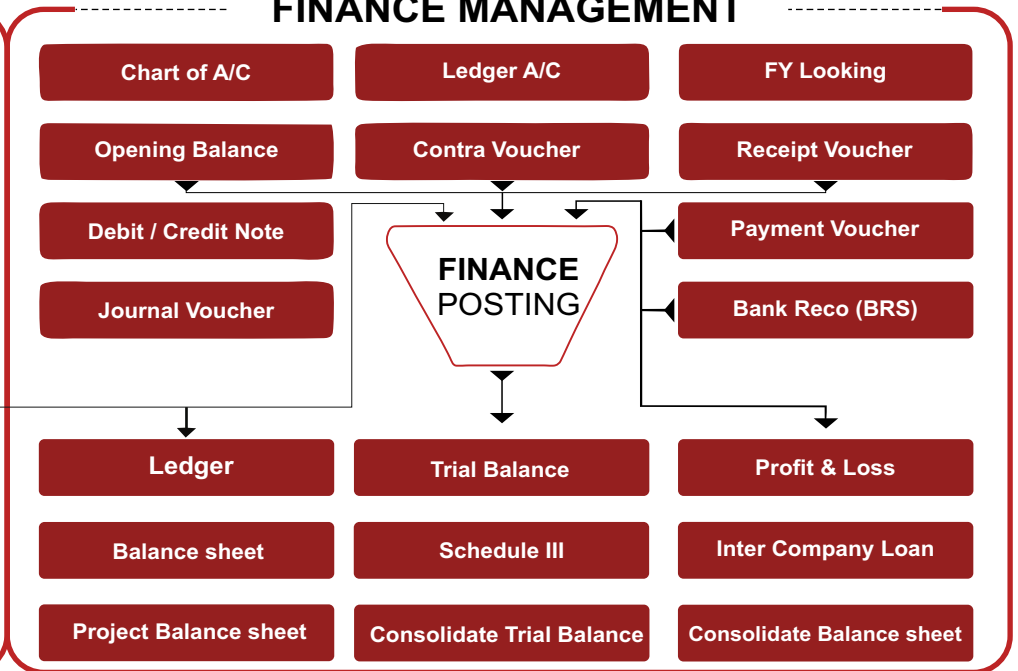 FINANCE MANAGEMENT
Chart of A/C
Ledger A/C
FY Looking
Opening Balance
Contra Voucher
Receipt Voucher
Debit / Credit Note
Payment Voucher
FINANCE
POSTING
Journal Voucher
Bank Reco (BRS)
Ledger
Trial Balance
Profit & Loss
Balance sheet
Schedule III
Inter Company Loan
Project Balance sheet
Consolidate Trial Balance
Consolidate Balance sheet